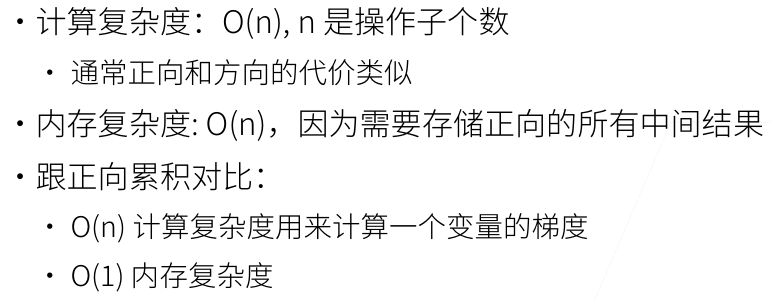 • 计算复杂度：O(n), n 是操作子个数
• 通常正向和方向的代价类似
• 内存复杂度: O(n)，因为需要存储正向的所有中间结果
• 跟正向累积对比：
• O(n) 计算复杂度用来计算一个变量的梯度
• O(1) 内存复杂度